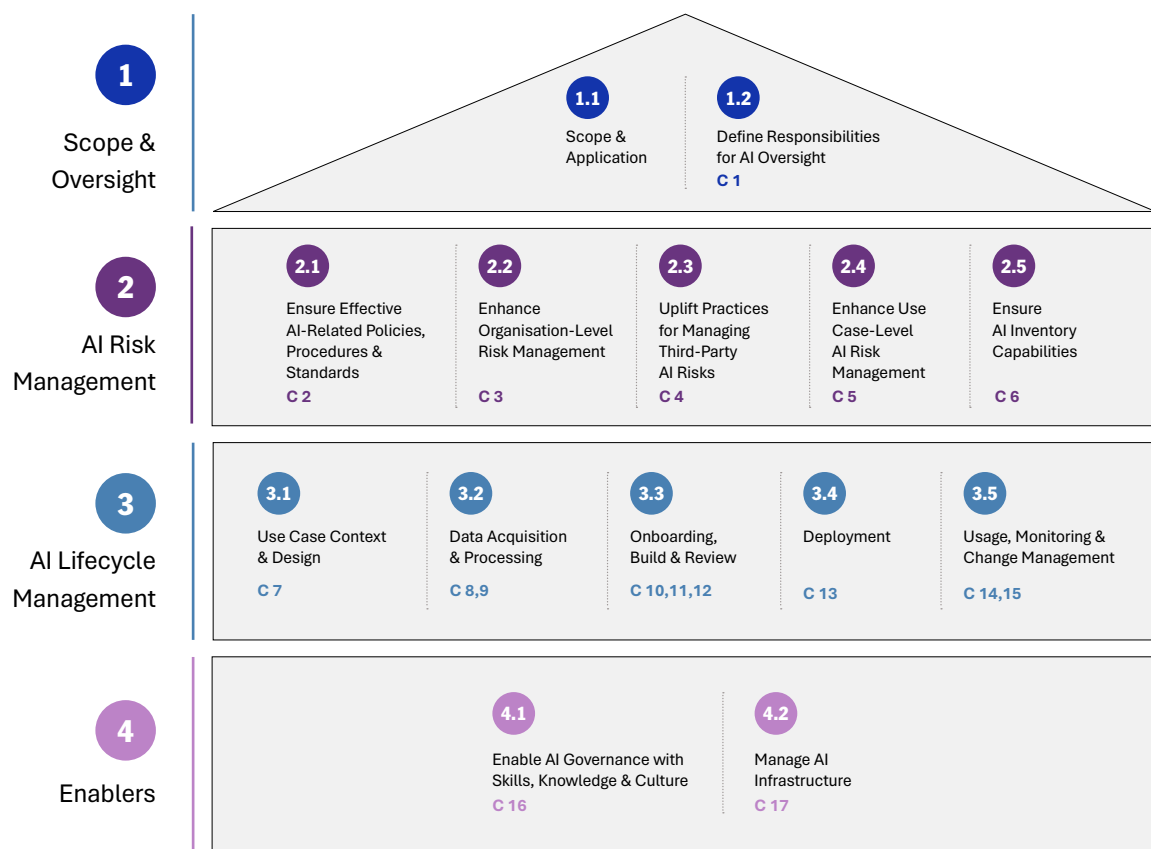 1
Scope &
Oversight
1.1
Scope &
Application
1.2
Define Responsibilities
for AI Oversight
C 1
2
AI Risk
Management
2.1
Ensure Effective
AI-Related Policies,
Procedures &
Standards
C 2
2.2
Enhance
Organisation-Level
Risk Management
C 3
2.3
Uplift Practices
for Managing
Third-Party
AI Risks
C 4
2.4
Enhance Use
Case-Level
AI Risk
Management
C 5
2.5
Ensure
AI Inventory
Capabilities
C 6
3
AI Lifecycle
Management
3.1
Use Case Context
& Design
C 7
3.2
Data Acquisition
& Processing
C 8,9
3.3
Onboarding,
Build & Review
C 10,11,12
3.4
Deployment
C 13
3.5
Usage, Monitoring &
Change Management
C 14,15
4
Enablers
4.1
Enable AI Governance with
Skills, Knowledge & Culture
C 16
4.2
Manage AI
Infrastructure
C 17